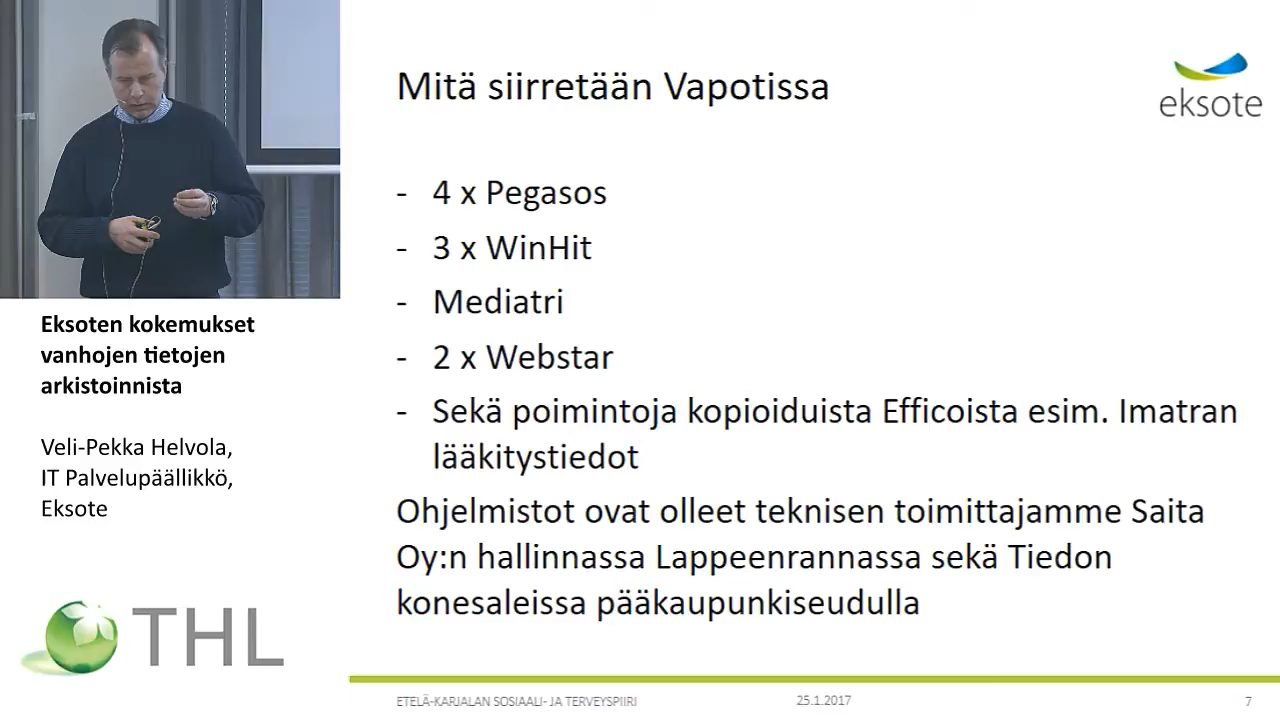 Mitä siirretään Vapotissa
eksote
- 4 x Pegasos
- 3 x WinHit
- Mediatri
- 2 x Webstar
- Sekä poimintoja kopioiduista Efficoista esim. Imatran
lääkitystiedot
Ohjelmistot ovat olleet teknisen toimittajamme Saita
Oy:n hallinnassa Lappeenrannassa sekä Tiedon
konesaleissa pääkaupunkiseudulla
Eksoten kokemukset
vanhojen tietojen
arkistoinnista
Veli-Pekka Helvola,
IT Palvelupäällikkö,
Eksote
THL
ETELÄ-KARJALAN SOSIAALI- JA TERVEYSPIIRI
25.1.2017
7